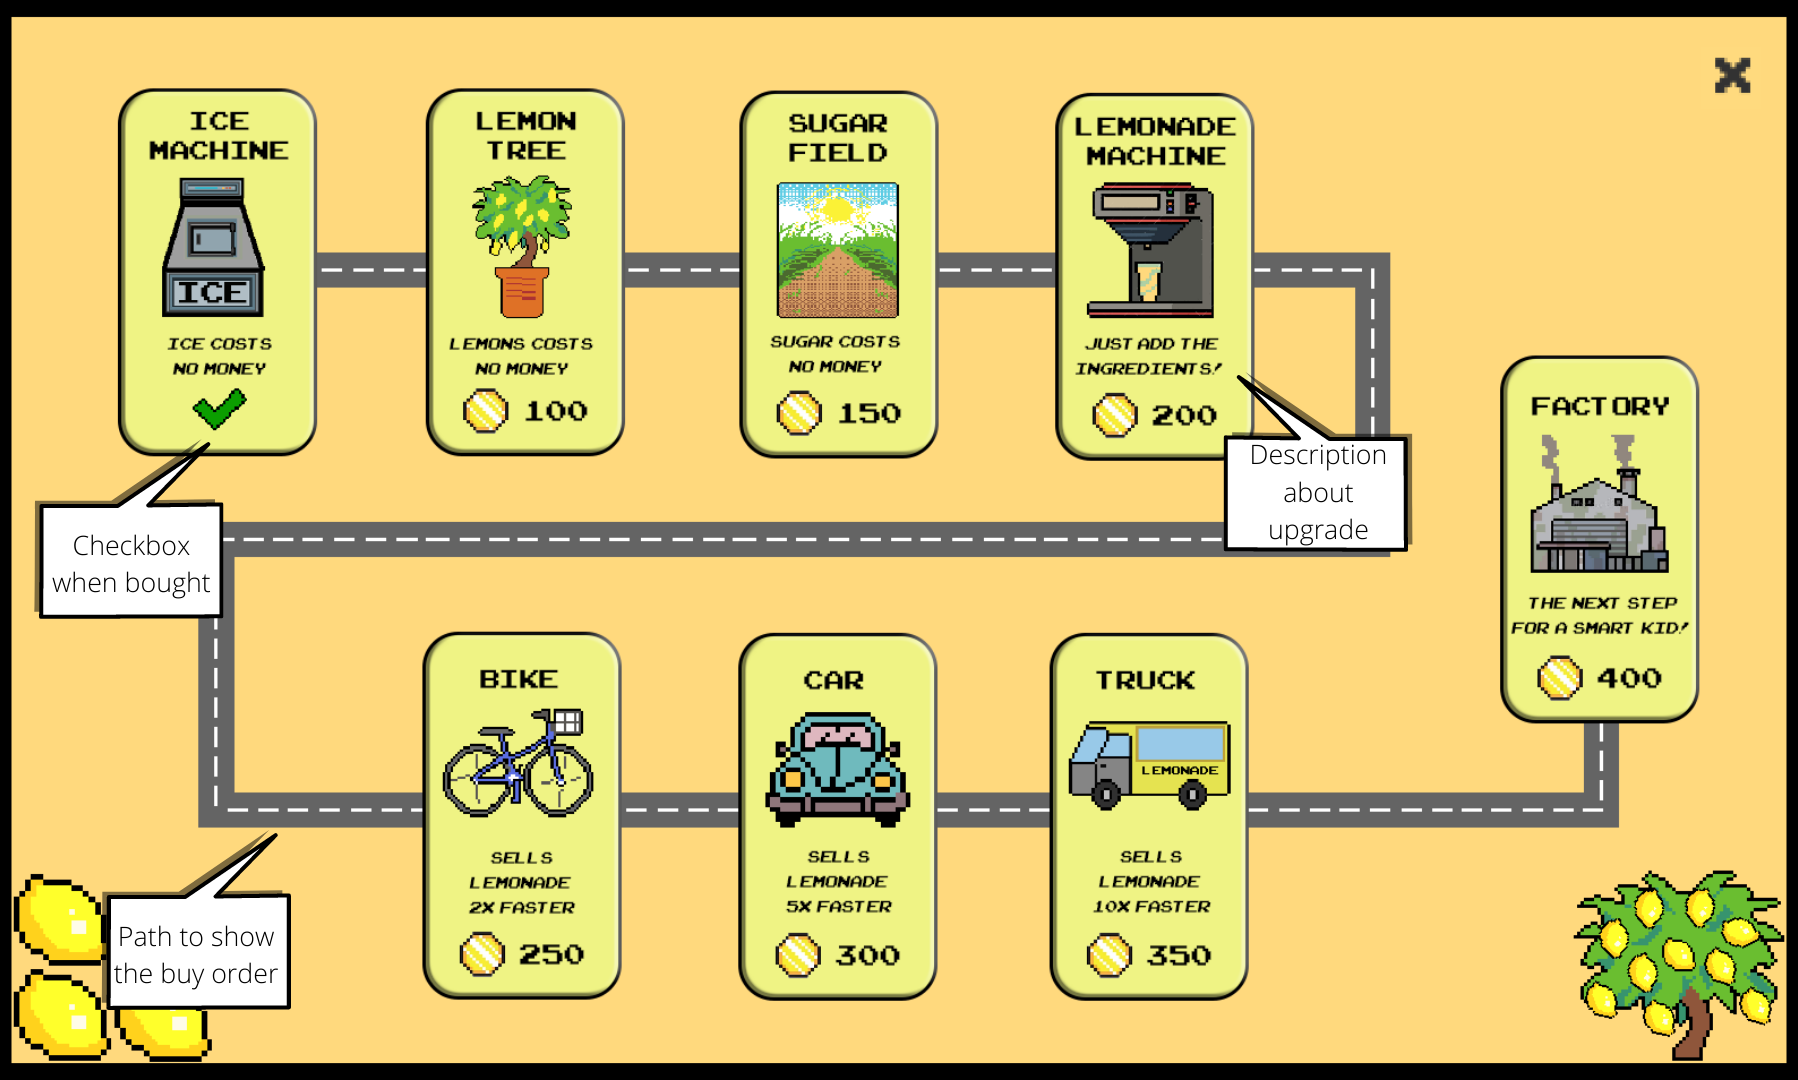 ICE
MACHINE
ICE
ICE COSTS
NO MONEY
LEMON
TREE
LEMONS COSTS
NO MONEY
100
SUGAR
FIELD
SUGAR COSTS
NO MONEY
150
LEMONADE
MACHINE
JUST ADD THE
INGREDIENTS!
200
Description
about
upgrade
Checkbox
when bought
FACTORY
THE NEXT STEP
FOR A SMART KID!
400
BIKE
SELLS
LEMONADE
2X FASTER
250
CAR
SELLS
LEMONADE
5X FASTER
300
TRUCK
LEMONADE
SELLS
LEMONADE
10X FASTER
350
Path to show
the buy order